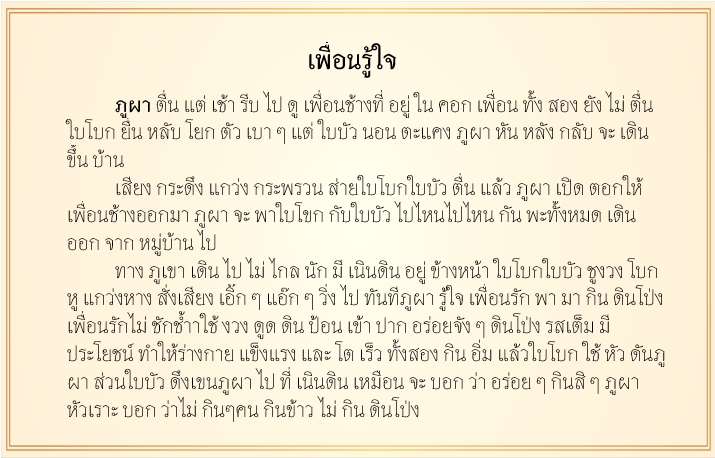 เพื่อนรู้ใจ
ภูผา ตื่น แต่ เช้า รีบ ไป ดู เพื่อนช้างที่ อยู่ ใน คอก เพื่อน ทั้ง สอง ยัง ไม่ ตื่น
ใบโบก ยืน หลับ โยก ตัว เบา ๆ แต่ ใบบัว นอน ตะแคง ภูผา หัน หลัง กลับ จะ เดิน
ขึ้น บ้าน
เสียง กระดึง แกว่ง กระพรวน ส่ายใบโบกใบบัว ตื่น แล้ว ภูผา เปิด ตอกให้
เพื่อนช้างออกมา ภูผา จะ พาใบโขก กับใบบัว ไปไหนไปไหน กัน พะทั้งหมด เดิน
ออก จาก หมู่บ้าน ไป
ทาง ภูเขา เดิน ไป ไม่ ไกล นัก มี เนินดิน อยู่ ข้างหน้า ใบโบกใบบัว ชูงวง โบก
หู แกว่งหาง สั่งเสียง เอิ๊ก ๆ แอ๊ก ๆ วิ่ง ไป ทันทีภูผา รู้ใจ เพื่อนรัก พา มา กิน ดินโป่ง
เพื่อนรักไม่ ชักช้ำาใช้ งวง ดูด ดิน ป้อน เข้า ปาก อร่อยจัง ๆ ดินโป่ง รสเต็ม มี
ประโยชน์ ทำให้ร่างกาย แข็งแรง และ โต เร็ว ทั้งสอง กิน อิ่ม แล้วใบโบก ใช้ หัว ดันภู
ผา ส่วนใบบัว ดึงเขนภูผา ไป ที่ เนินดิน เหมือน จะ บอก ว่า อร่อย ๆ กินสิ ๆ ภูผา
หัวเราะ บอก ว่าไม่ กินๆคน กินข้าว ไม่ กิน ดินโป่ง